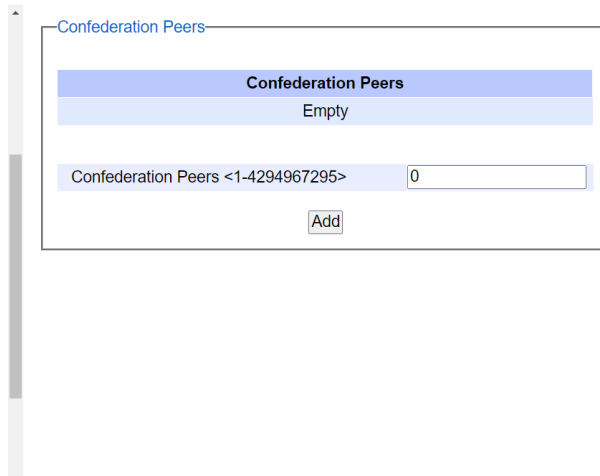 Confederation Peers
Confederation Peers
Empty
Confederation Peers <1-4294967295> 0
Add